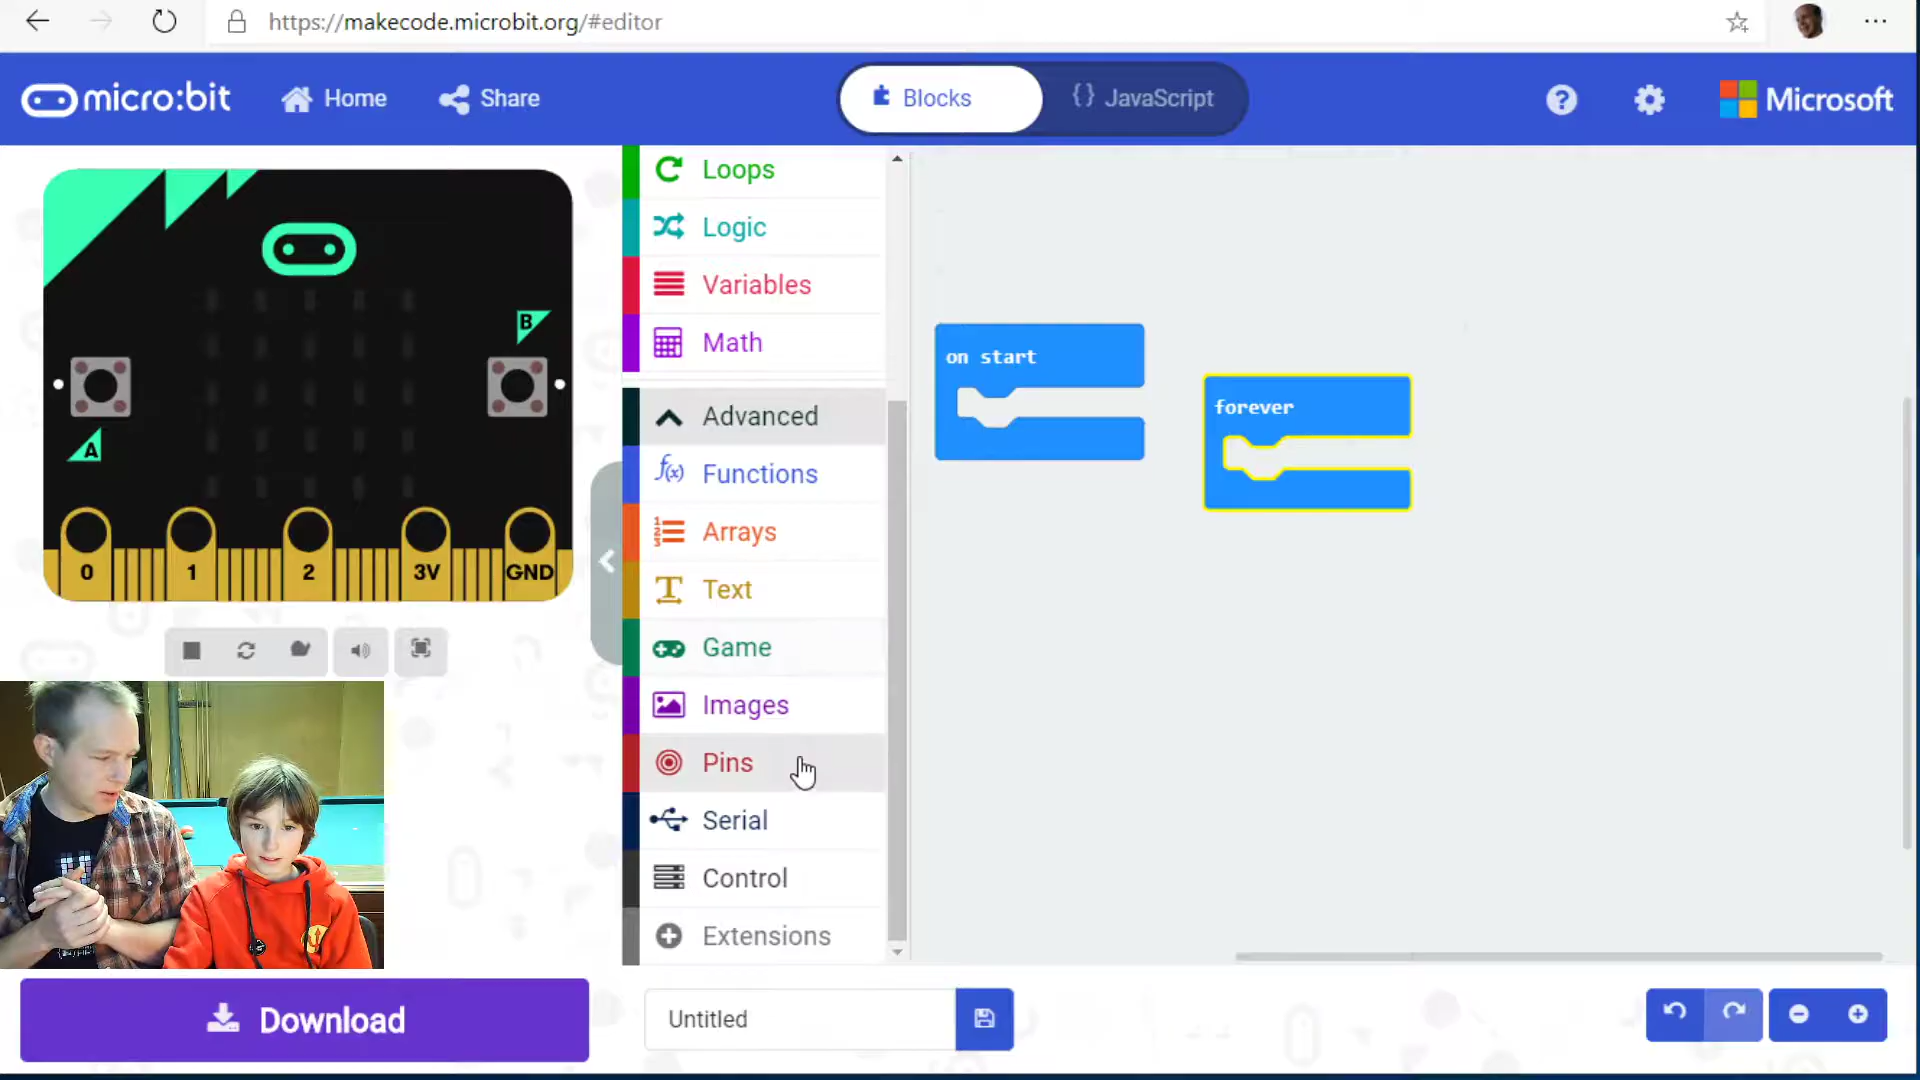 https://makecode.microbit.org/#editor
micro:bit
Home
Share
Blocks
{} JavaScript
?
Microsoft
B
A
0
1
2
3V
GND
Loops
Logic
Variables
Math
Advanced
f(x) Functions
Arrays
Text
Game
Images
Pins
Serial
Control
Extensions
on start
forever
Download
Untitled